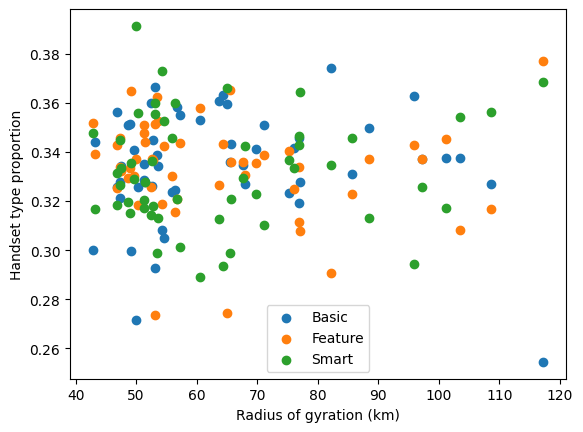 0.38
0.36
0.34
0.32
0.30
0.28
0.26
Handset type proportion
Basic
Feature
Smart
40 50 60 70 80 90 100 110 120
Radius of gyration (km)